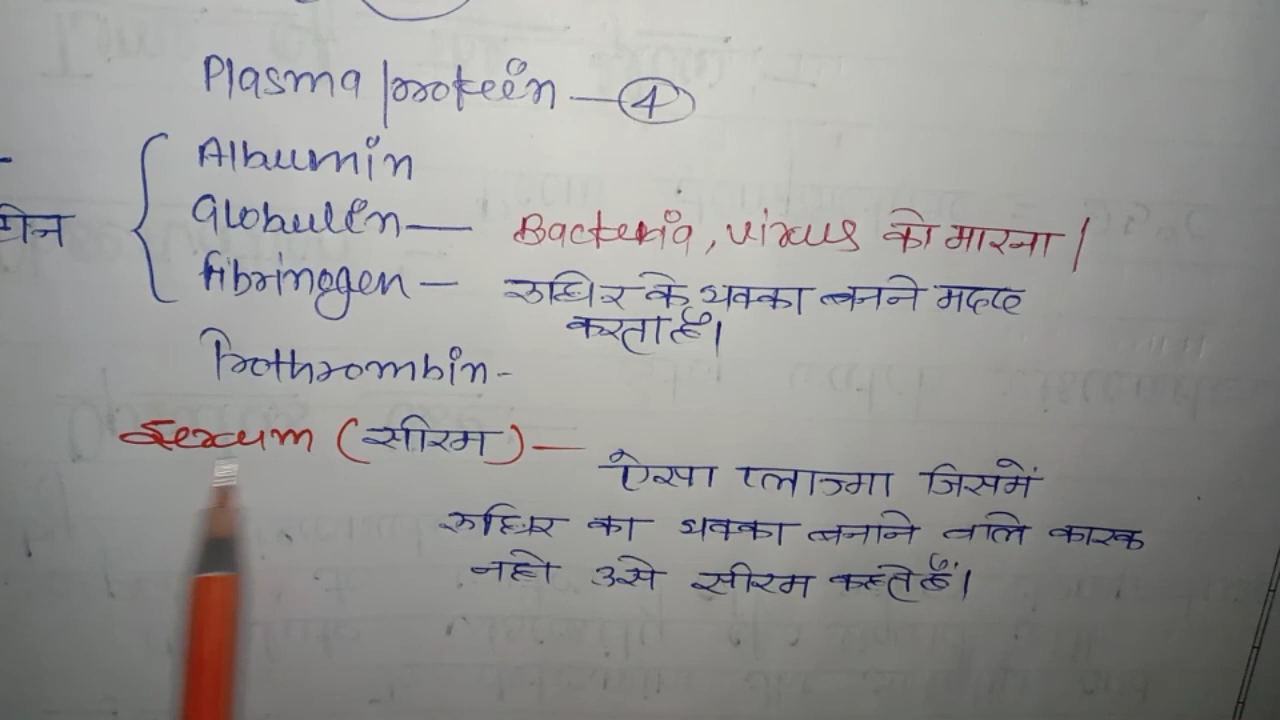 Plasma protein — 4
Albumin
Globulin — Bacteria, virus को मारना।
fibrinogen — रुधिर के थक्का बनने मदद
करता है।
Prothrombin -
Serum (सीरम) —
ऐसा प्लाज्मा जिसमें
रुधिर का थक्का बनाने वाले कारक
नहो उसे सीरम कहते हैं।